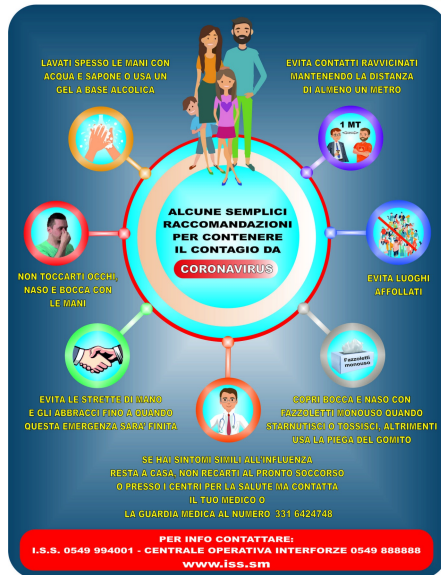 LAVATI SPESSO LE MANI CON
ACQUA E SAPONE O USA UN
GEL A BASE ALCOLICA
EVITA CONTATTI RAVVICINATI
MANTENENDO LA DISTANZA
DI ALMENO UN METRO
1 MT
ALCUNE SEMPLICI
RACCOMANDAZIONI
PER CONTENERE
IL CONTAGIO DA
CORONAVIRUS
NON TOCCARTI OCCHI,
NASO E BOCCA CON
LE MANI
EVITA LUOGHI
AFFOLLATI
Fazzoletti
monouso
EVITA LE STRETTE DI MANO
E GLI ABBRACCI FINO A QUANDO
QUESTA EMERGENZA SARA' FINITA
COPRI BOCCA E NASO CON
FAZZOLETTI MONOUSO QUANDO
STARNUTISCI O TOSSISCI, ALTRIMENTI
USA LA PIEGA DEL GOMITO
SE HAI SINTOMI SIMILI ALL'INFLUENZA
RESTA A CASA, NON RECARTI AL PRONTO SOCCORSO
O PRESSO I CENTRI PER LA SALUTE MA CONTATTA
IL TUO MEDICO O
LA GUARDIA MEDICA AL NUMERO 331 6424748
PER INFO CONTATTARE:
I.S.S. 0549 994001 - CENTRALE OPERATIVA INTERFORZE 0549 888888
www.iss.sm